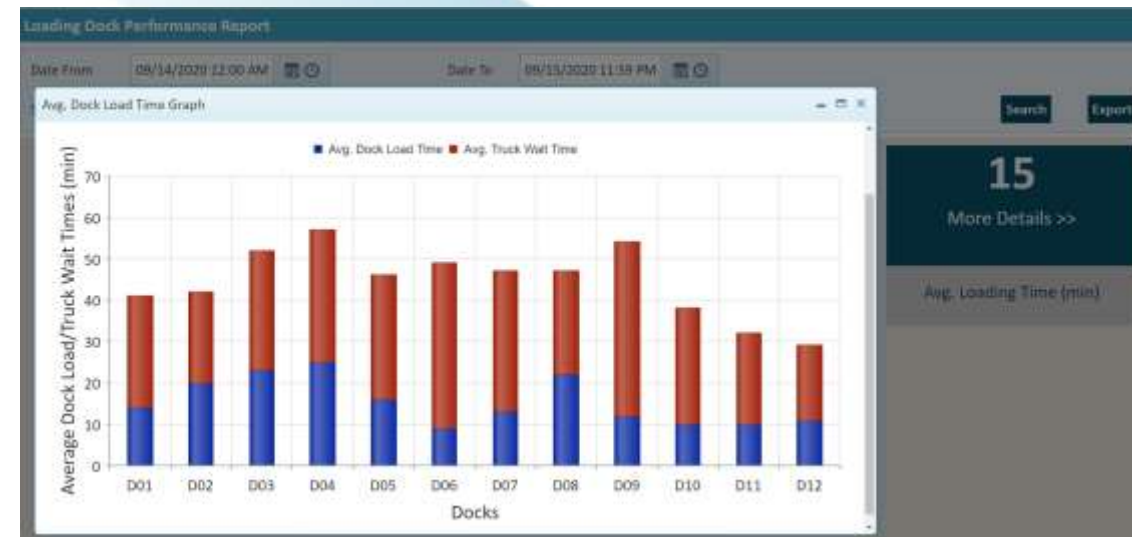 Loading Dock Performance Report
Date From 09/14/2020 12:00 AM Date To 09/15/2020 11:59 PM
Avg. Dock Load Time Graph
Search Export
Avg. Dock Load Time Avg. Truck Wait Time
15
More Details >>
Avg. Loading Time (min)
Average Dock Load/Truck Wait Times (min)
70
60
50
40
30
20
10
0
D01 D02 D03 D04 D05 D06 D07 D08 D09 D10 D11 D12
Docks